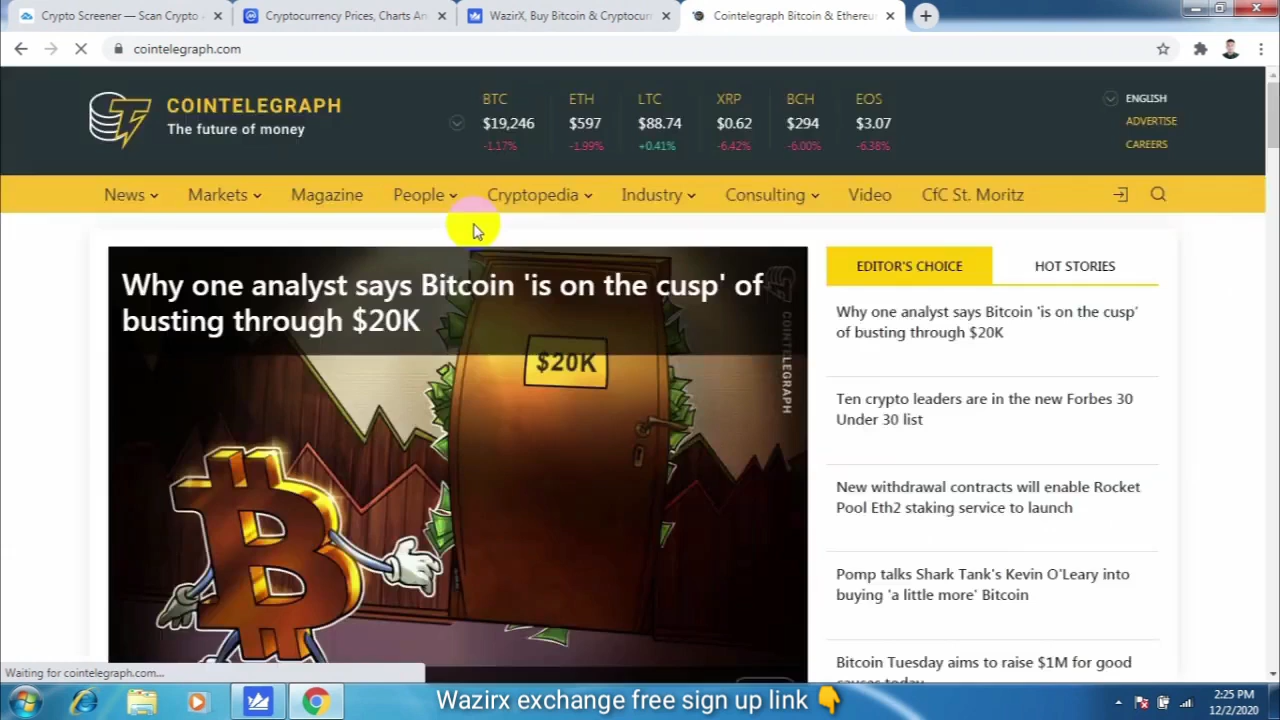 Crypto Screener — Scan Crypto
Cryptocurrency Prices, Charts An
WazirX, Buy Bitcoin & Cryptocurr
Cointelegraph Bitcoin & Ethereu
cointelegraph.com
COINTELEGRAPH
The future of money
BTC ETH LTC XRP BCH EOS
$19,246 $597 $88.74 $0.62 $294 $3.07
-1.17% -1.99% +0.41% -6.42% -6.00% -6.38%
ENGLISH
ADVERTISE
CAREERS
News Markets Magazine People Cryptopedia Industry Consulting Video CfC St. Moritz
Why one analyst says Bitcoin 'is on the cusp' of
busting through $20K
$20K
COINTELEGRAPH
EDITOR'S CHOICE HOT STORIES
Why one analyst says Bitcoin 'is on the cusp'
of busting through $20K
Ten crypto leaders are in the new Forbes 30
Under 30 list
New withdrawal contracts will enable Rocket
Pool Eth2 staking service to launch
Pomp talks Shark Tank's Kevin O'Leary into
buying 'a little more' Bitcoin
Bitcoin Tuesday aims to raise $1M for good
causes today
Waiting for cointelegraph.com...
Wazirx exchange free sign up link 👇
2:25 PM
12/2/2020